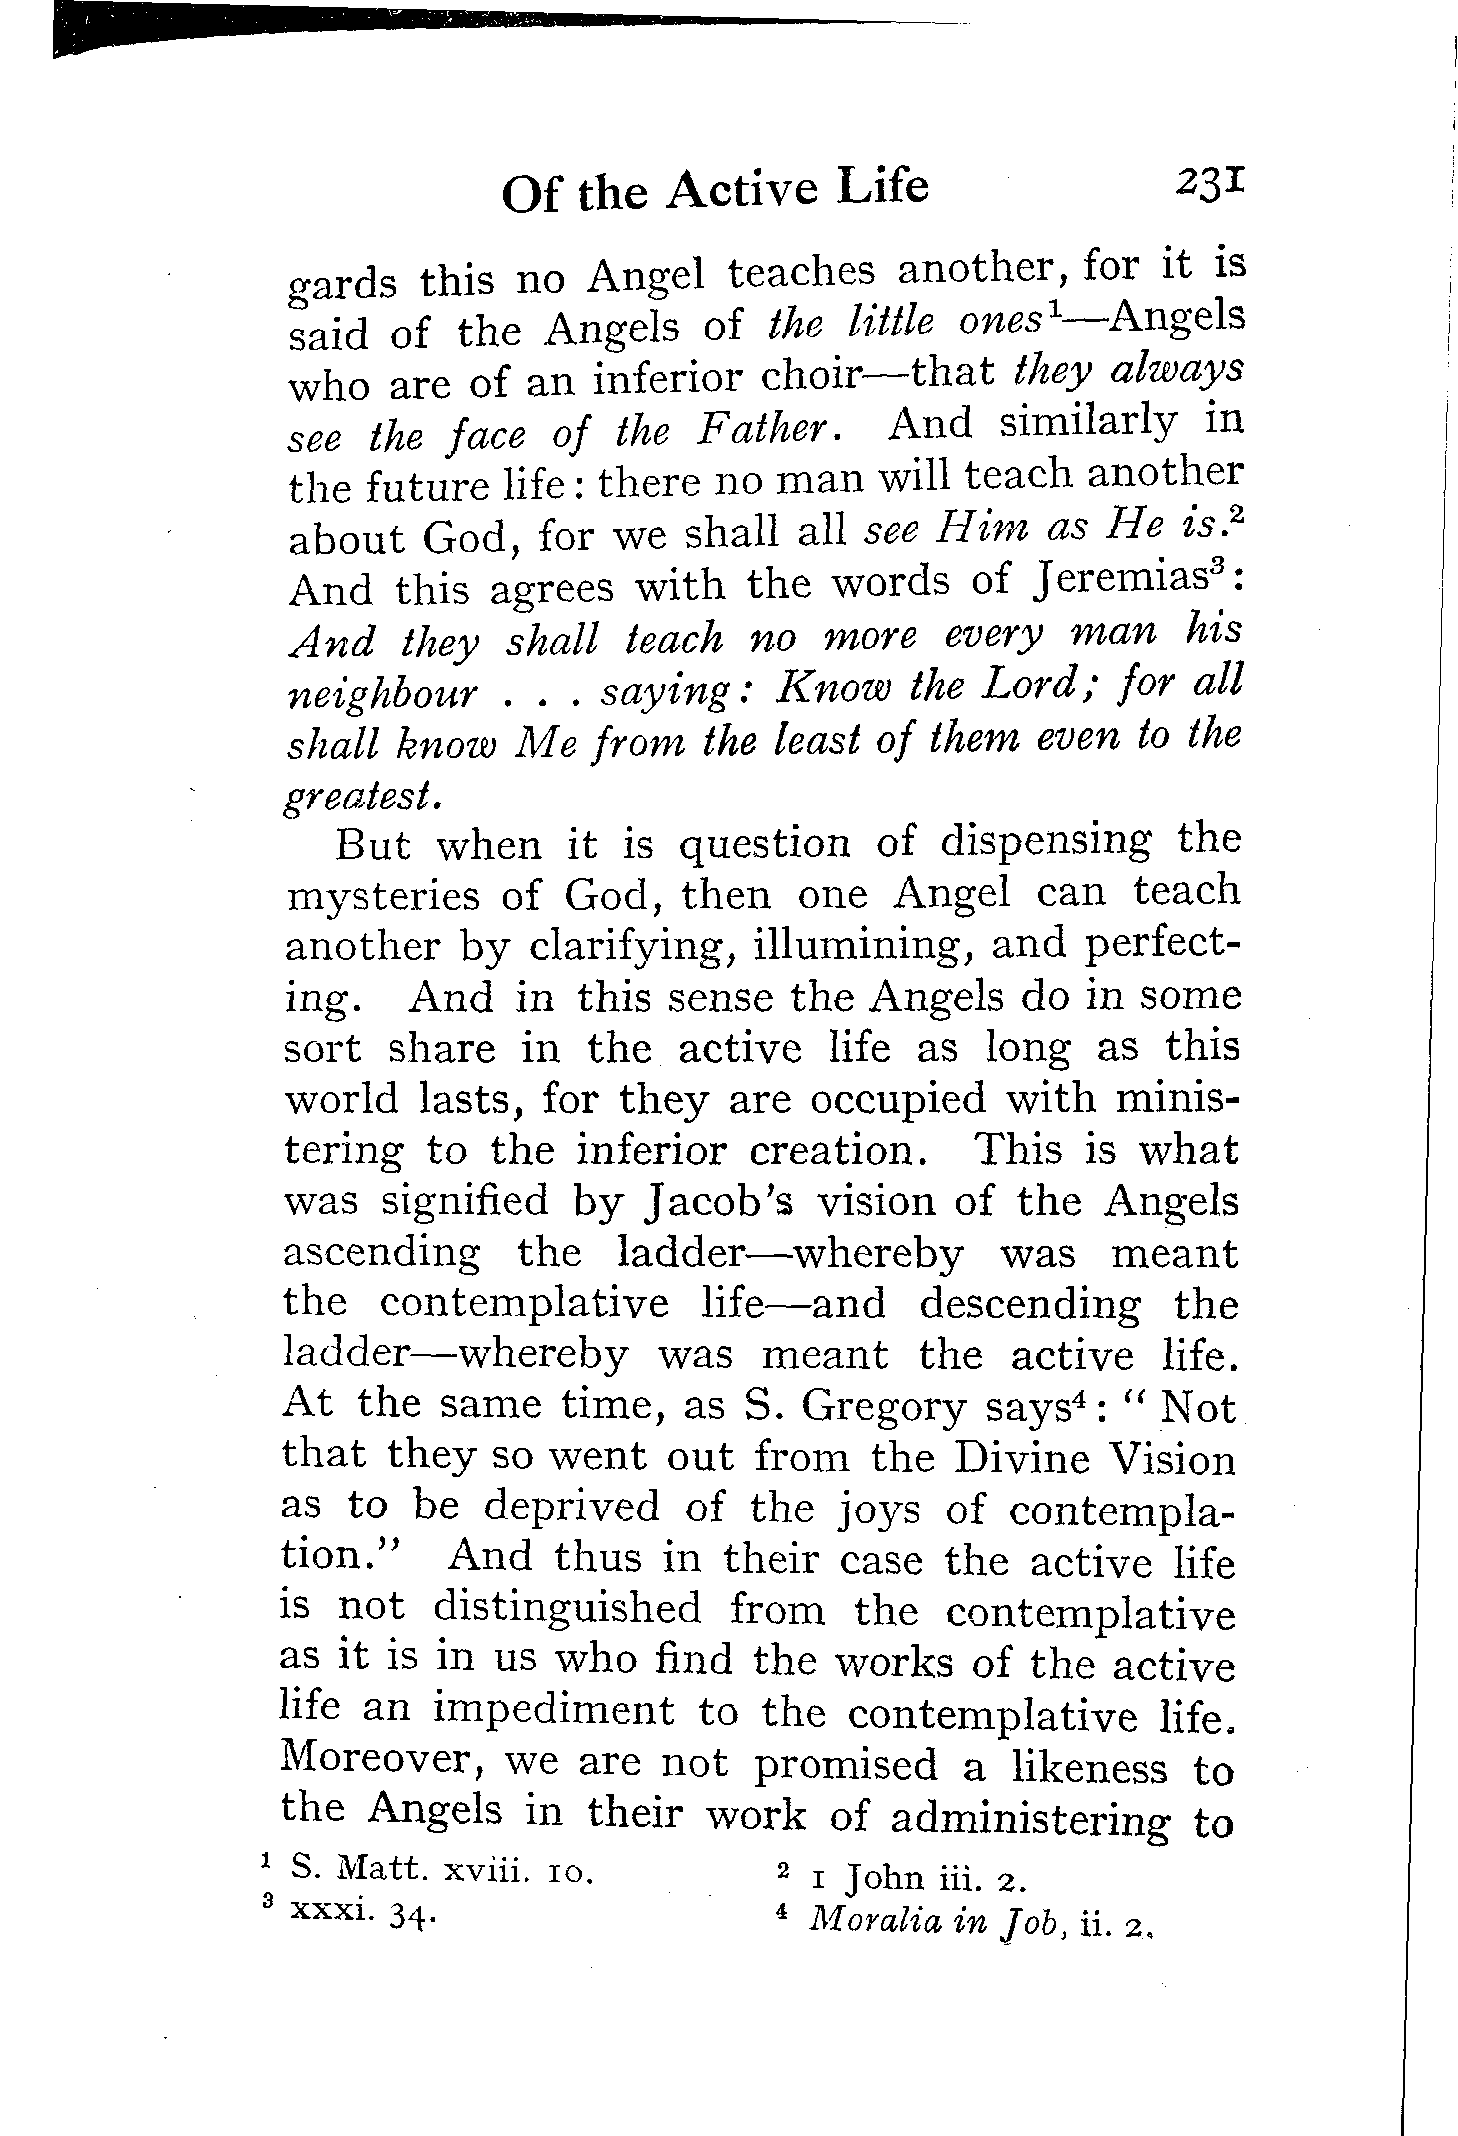 Of the Active Life 231
gards this no Angel teaches another, for it is
said of the Angels of the little ones¹—Angels
who are of an inferior choir—that they always
see the face of the Father. And similarly in
the future life: there no man will teach another
about God, for we shall all see Him as He is.²
And this agrees with the words of Jeremias³:
And they shall teach no more every man his
neighbour . . . saying: Know the Lord; for all
shall know Me from the least of them even to the
greatest.
But when it is question of dispensing the
mysteries of God, then one Angel can teach
another by clarifying, illumining, and perfect-
ing. And in this sense the Angels do in some
sort share in the active life as long as this
world lasts, for they are occupied with minis-
tering to the inferior creation. This is what
was signified by Jacob's vision of the Angels
ascending the ladder—whereby was meant
the contemplative life—and descending the
ladder—whereby was meant the active life.
At the same time, as S. Gregory says⁴: “Not
that they so went out from the Divine Vision
as to be deprived of the joys of contempla-
tion.” And thus in their case the active life
is not distinguished from the contemplative
as it is in us who find the works of the active
life an impediment to the contemplative life.
Moreover, we are not promised a likeness to
the Angels in their work of administering to
¹ S. Matt. xviii. 10. ² 1 John iii. 2.
³ xxxi. 34. ⁴ Moralia in Job, ii. 2.